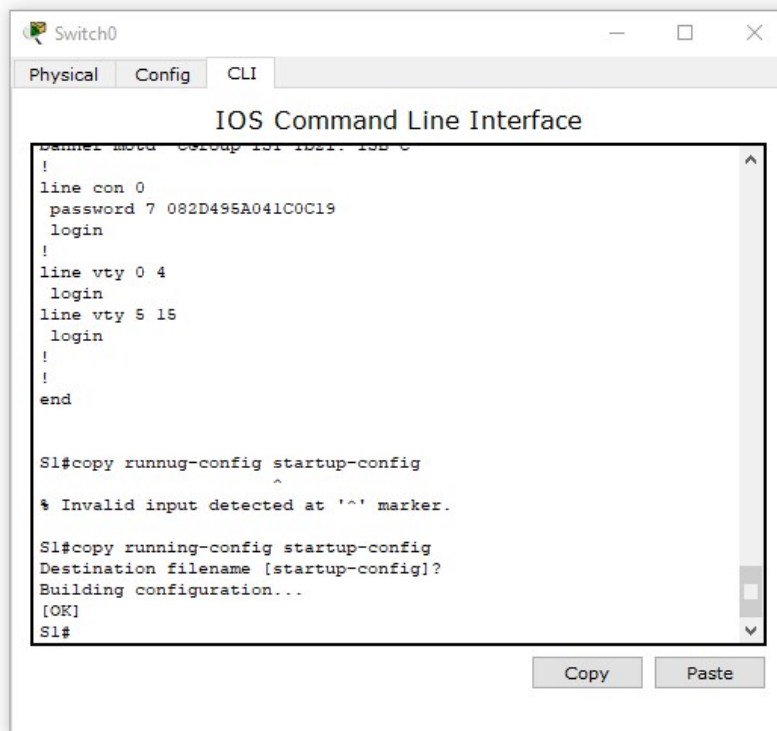 Switch0
Physical Config CLI
IOS Command Line Interface
banner motd
!
line con 0
password 7 082D495A041C0C19
login
!
line vty 0 4
login
line vty 5 15
login
!
!
end
S1#copy runnug-config startup-config
^
% Invalid input detected at '^' marker.
S1#copy running-config startup-config
Destination filename [startup-config]?
Building configuration...
[OK]
S1#
Copy Paste